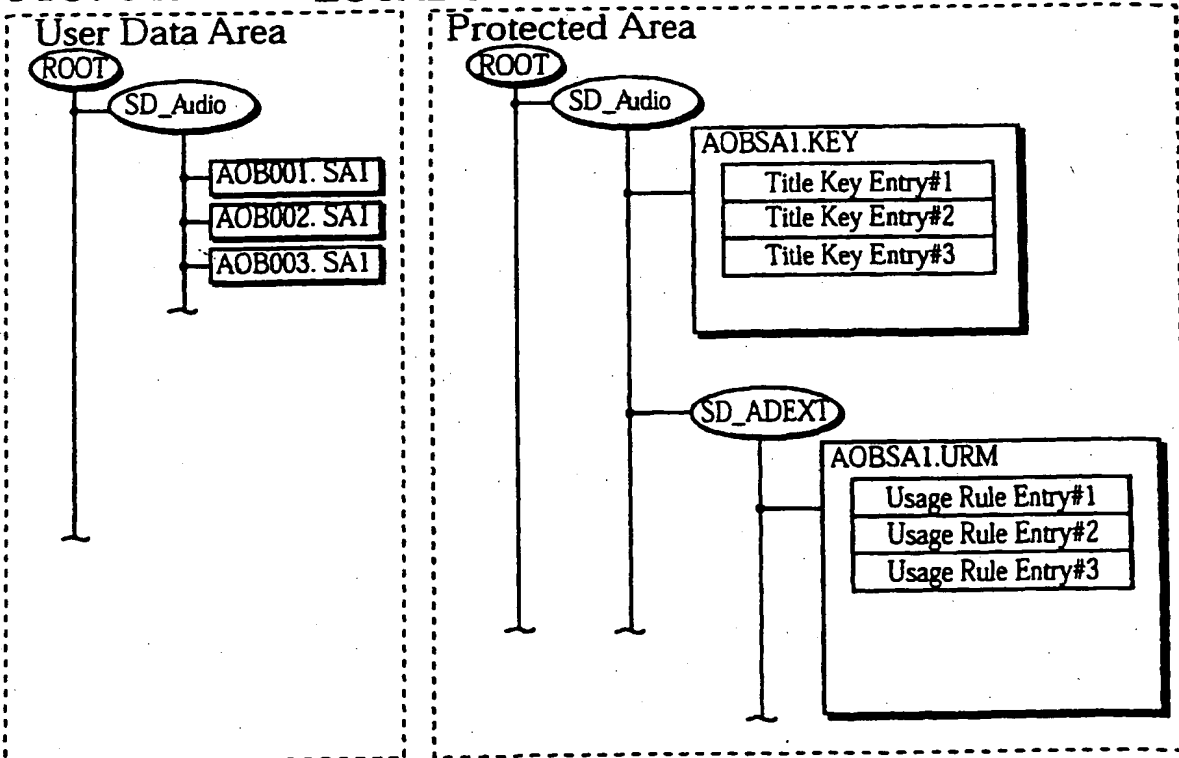 User Data Area
ROOT
SD_Audio
AOB001. SA1
AOB002. SA1
AOB003. SA1
Protected Area
ROOT
SD_Audio
AOBSA1.KEY
Title Key Entry#1
Title Key Entry#2
Title Key Entry#3
SD_ADEXT
AOBSA1.URM
Usage Rule Entry#1
Usage Rule Entry#2
Usage Rule Entry#3